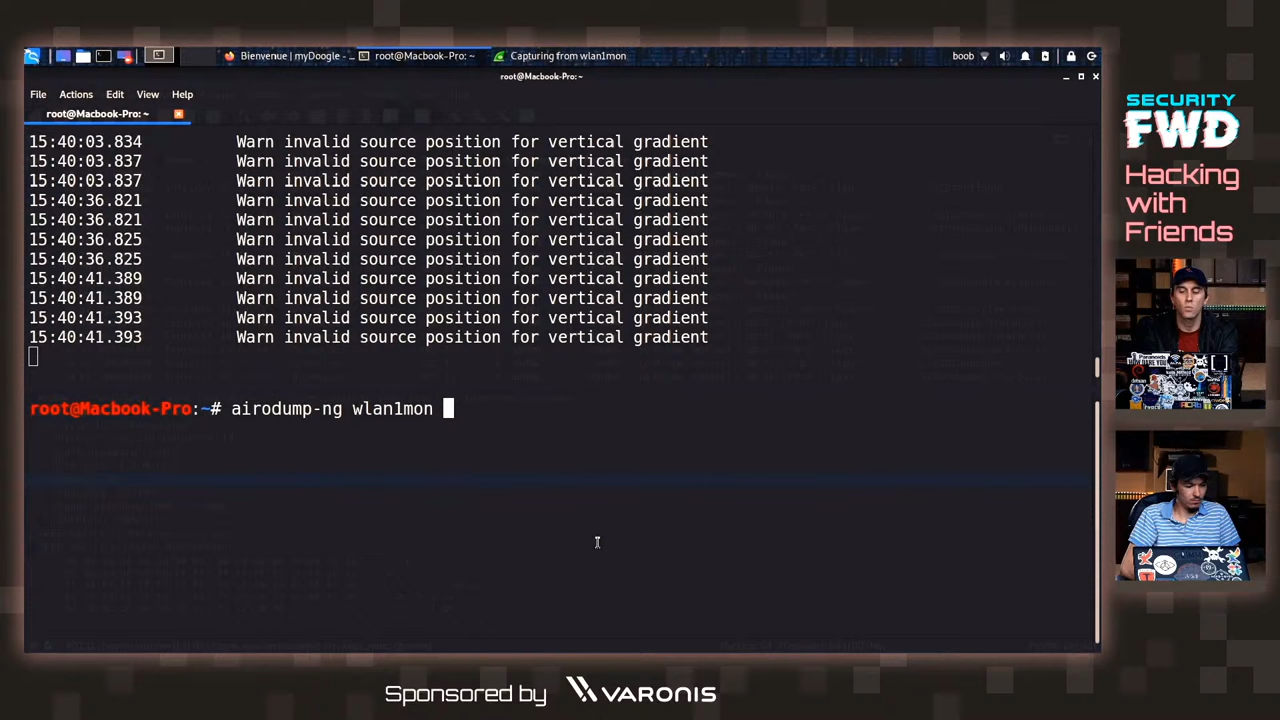 Bienvenue | myDoogle - ...
root@Macbook-Pro: ~
Capturing from wlan1mon
boob
root@Macbook-Pro: ~
File Actions Edit View Help
root@Macbook-Pro: ~
15:40:03.834 Warn invalid source position for vertical gradient
15:40:03.837 Warn invalid source position for vertical gradient
15:40:03.837 Warn invalid source position for vertical gradient
15:40:36.821 Warn invalid source position for vertical gradient
15:40:36.821 Warn invalid source position for vertical gradient
15:40:36.825 Warn invalid source position for vertical gradient
15:40:36.825 Warn invalid source position for vertical gradient
15:40:41.389 Warn invalid source position for vertical gradient
15:40:41.389 Warn invalid source position for vertical gradient
15:40:41.393 Warn invalid source position for vertical gradient
15:40:41.393 Warn invalid source position for vertical gradient
root@Macbook-Pro:~# airodump-ng wlan1mon
SECURITY
FWD
Hacking
with
Friends
Sponsored by VARONIS